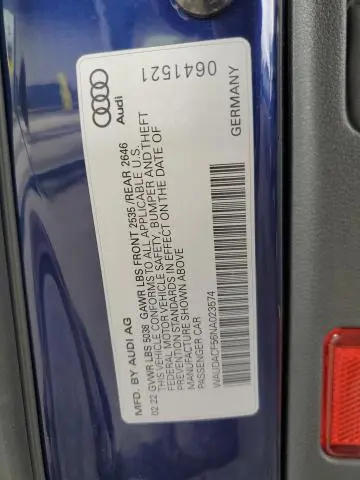 MFD. BY AUDI AG
02.22 GVWR LBS 5038 GAWR LBS FRONT 2535 / REAR 2646
THIS VEHICLE CONFORMS TO ALL APPLICABLE U.S.
FEDERAL MOTOR VEHICLE SAFETY, BUMPER AND THEFT
PREVENTION STANDARDS IN EFFECT ON THE DATE OF
MANUFACTURE SHOWN ABOVE
PASSENGER CAR
WAUDACF56NA023574
Audi
0641521
GERMANY